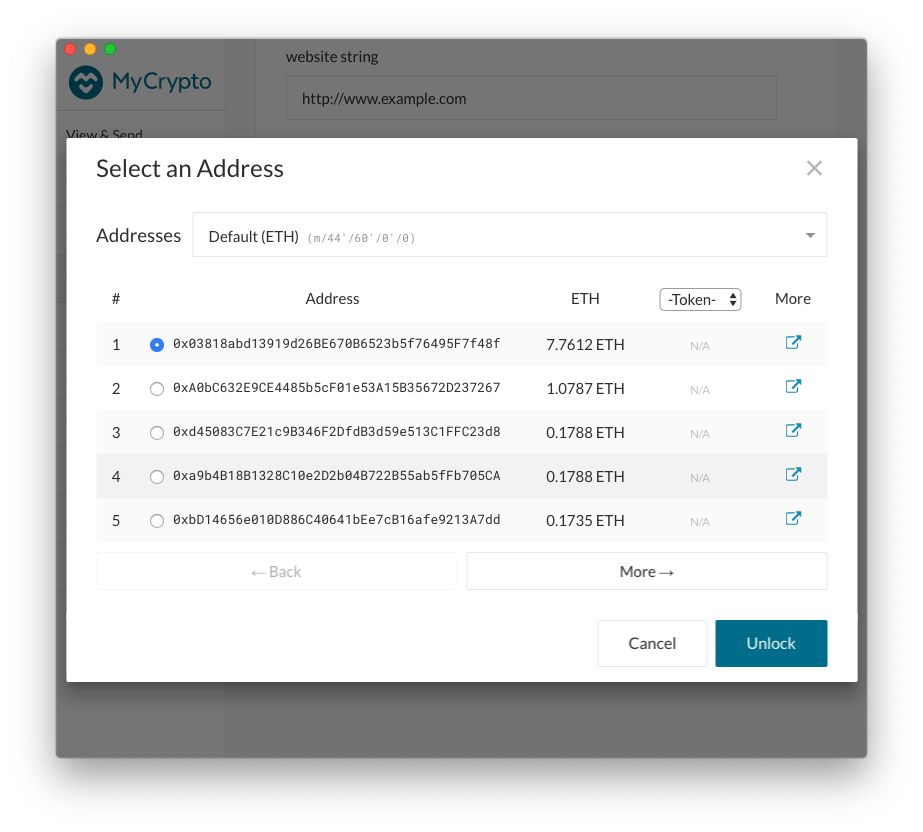 website string
MyCrypto
http://www.example.com
View & Send
Select an Address
Addresses Default (ETH) (m/44'/60'/0'/0)
# Address ETH -Token- More
1 0x03818abd13919d26BE670B6523b5f76495F7f48f 7.7612 ETH N/A
2 0xA0bC632E9CE4485b5cF01e53A15B35672D237267 1.0787 ETH N/A
3 0xd45083C7E21c9B346F2DfdB3d59e513C1FFC23d8 0.1788 ETH N/A
4 0xa9b4B18B1328C10e2D2b04B722B55ab5fFb705CA 0.1788 ETH N/A
5 0xbD14656e010D886C40641bEe7cB16afe9213A7dd 0.1735 ETH N/A
← Back More →
Cancel Unlock